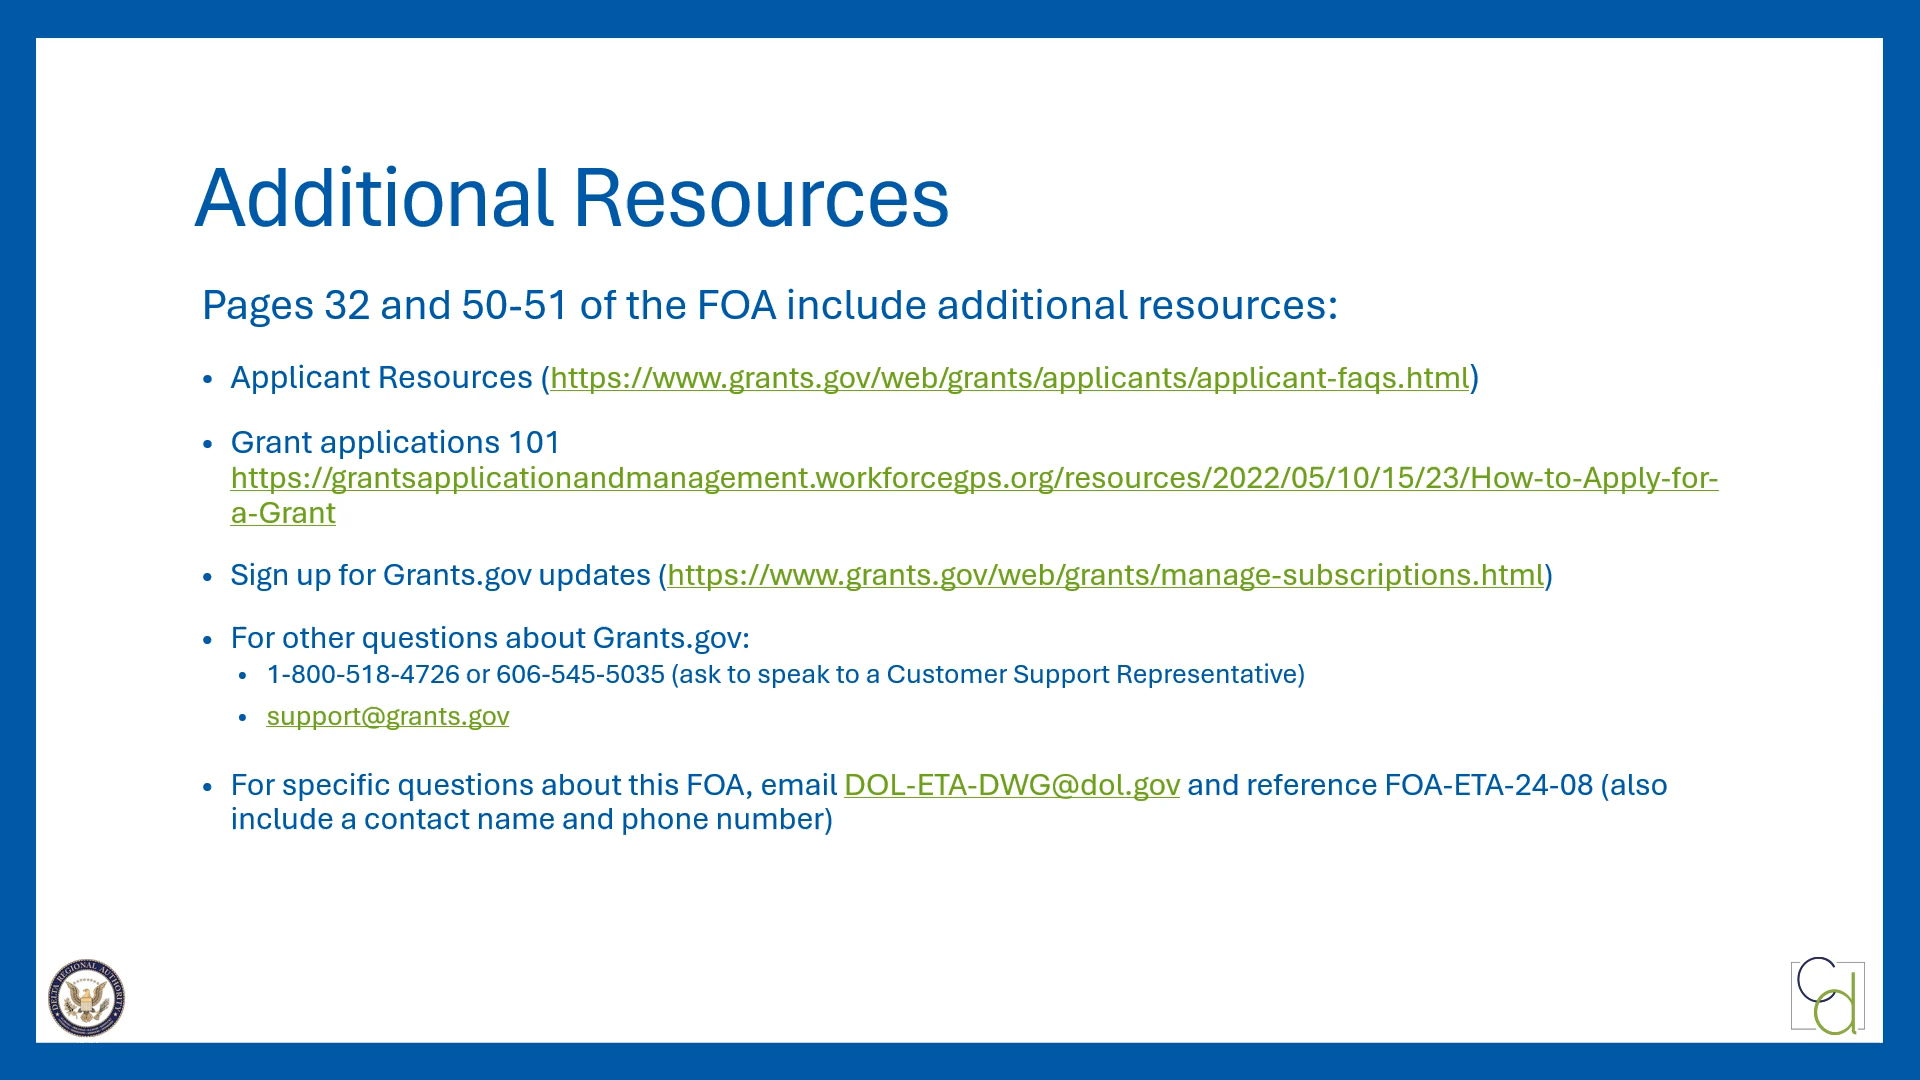 Additional Resources
Pages 32 and 50-51 of the FOA include additional resources:
• Applicant Resources (https://www.grants.gov/web/grants/applicants/applicant-faqs.html)
• Grant applications 101
https://grantsapplicationandmanagement.workforcegps.org/resources/2022/05/10/15/23/How-to-Apply-for-
a-Grant
• Sign up for Grants.gov updates (https://www.grants.gov/web/grants/manage-subscriptions.html)
• For other questions about Grants.gov:
• 1-800-518-4726 or 606-545-5035 (ask to speak to a Customer Support Representative)
• support@grants.gov
• For specific questions about this FOA, email DOL-ETA-DWG@dol.gov and reference FOA-ETA-24-08 (also
include a contact name and phone number)
DELTA REGIONAL AUTHORITY
cd